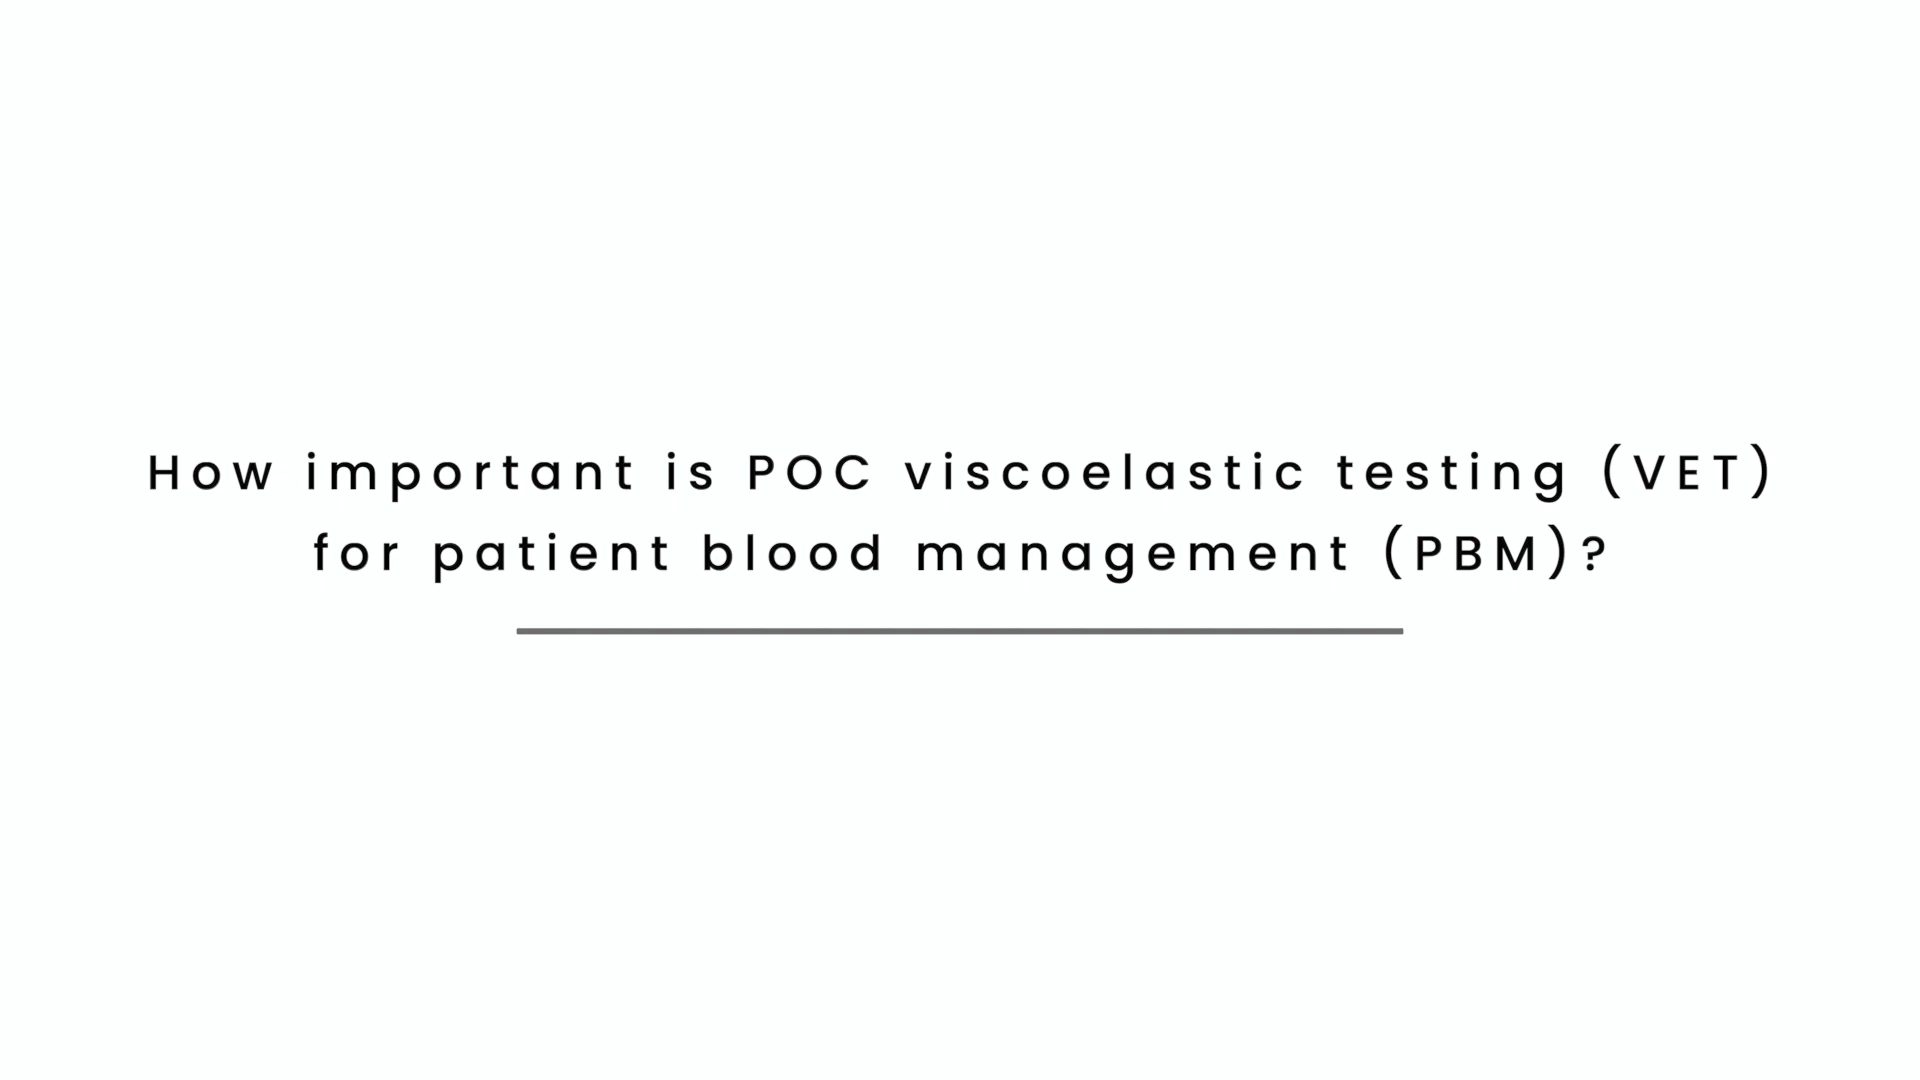 How important is POC viscoelastic testing (VET)
for patient blood management (PBM)?